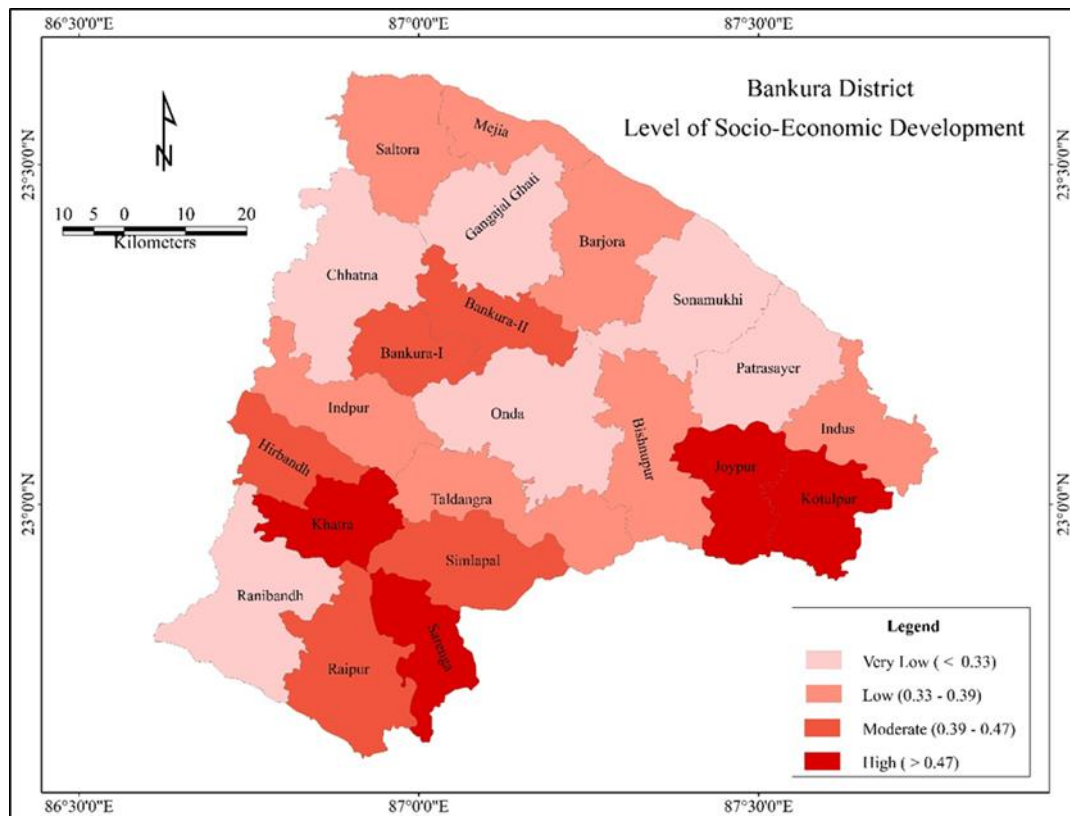 86°30'0"E 87°0'0"E 87°30'0"E
Bankura District
Level of Socio-Economic Development
N
10 5 0 10 20
Kilometers
23°30'0"N
23°30'0"N
23°0'0"N
23°0'0"N
Mejia
Saltora
Gangajal Ghati
Barjora
Chhatna
Sonamukhi
Bankura-II
Bankura-I
Patrasayer
Indpur
Onda
Bishnupur
Indus
Hirbandh
Joypur
Kotulpur
Taldangra
Khatra
Simlapal
Ranibandh
Sarenga
Raipur
Legend
Very Low ( < 0.33)
Low (0.33 - 0.39)
Moderate (0.39 - 0.47)
High ( > 0.47)
86°30'0"E 87°0'0"E 87°30'0"E